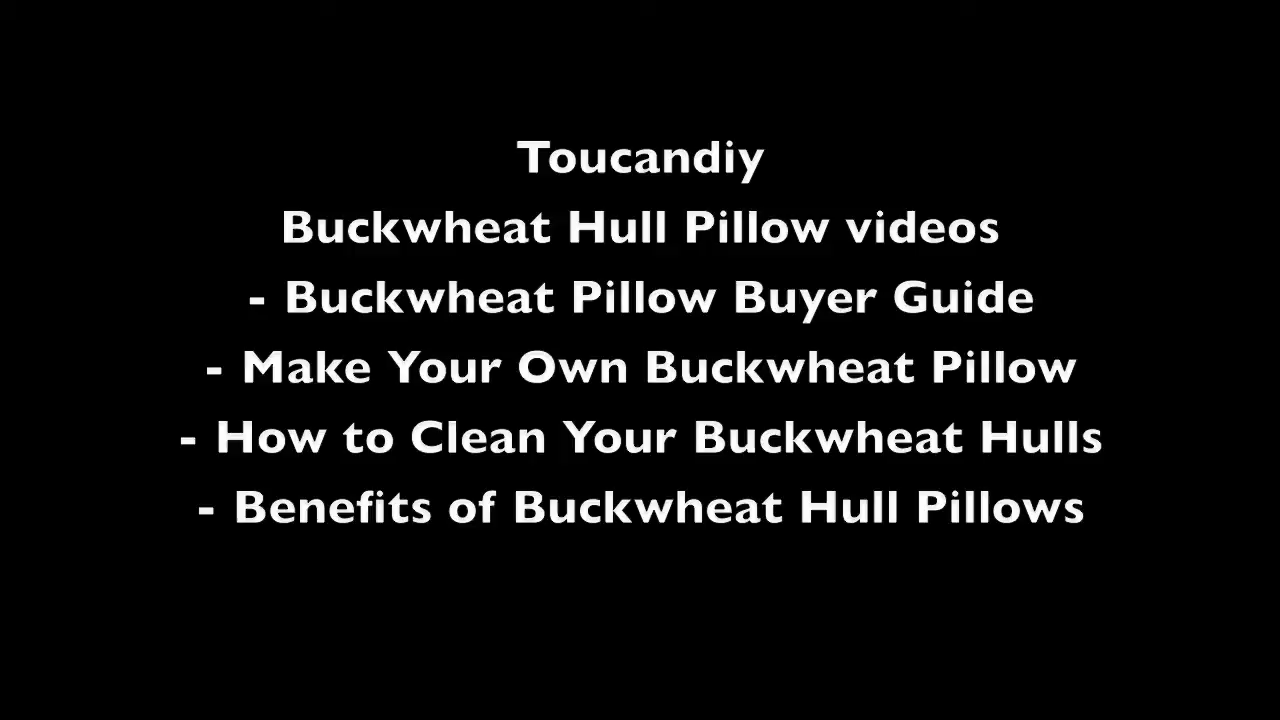 Toucandiy
Buckwheat Hull Pillow videos
- Buckwheat Pillow Buyer Guide
- Make Your Own Buckwheat Pillow
- How to Clean Your Buckwheat Hulls
- Benefits of Buckwheat Hull Pillows